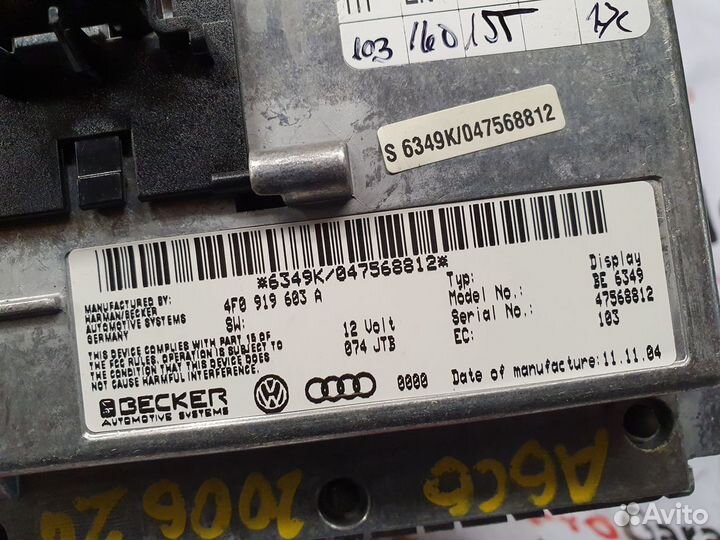 103 160 15T
S 6349K/047568812
*6349K/047568812*
MANUFACTURED BY:
HARMAN/BECKER
AUTOMOTIVE SYSTEMS
GERMANY
4F0 919 603 A
SW:
12 Volt
074 JTB
Typ:
Model No.:
Serial No.:
EC:
Display
BE 6349
47568812
103
THIS DEVICE COMPLIES WITH PART 15 OF
THE FCC RULES. OPERATION IS SUBJECT TO
THE CONDITION THAT THIS DEVICE DOES
NOT CAUSE HARMFUL INTERFERENCE.
BECKER
AUTOMOTIVE SYSTEMS
0000
Date of manufacture: 11.11.04
A6C6
2006
Avito